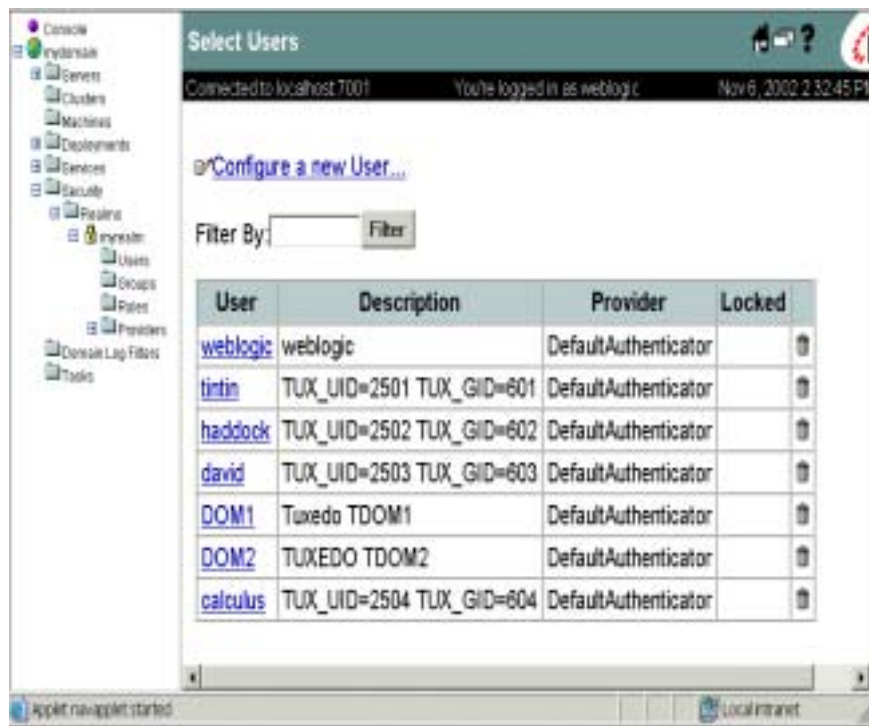 Console
mydomain
Servers
Clusters
Machines
Deployments
Services
Security
Realms
myrealm
Users
Groups
Roles
Providers
Domain Log Filters
Tasks
Select Users
?
Connected to localhost:7001 You're logged in as weblogic Nov 6, 2002 2:32:45 PM
Configure a new User...
Filter By: Filter
User Description Provider Locked
weblogic weblogic DefaultAuthenticator
tintin TUX_UID=2501 TUX_GID=601 DefaultAuthenticator
haddock TUX_UID=2502 TUX_GID=602 DefaultAuthenticator
david TUX_UID=2503 TUX_GID=603 DefaultAuthenticator
DOM1 Tuxedo TDOM1 DefaultAuthenticator
DOM2 TUXEDO TDOM2 DefaultAuthenticator
calculus TUX_UID=2504 TUX_GID=604 DefaultAuthenticator
Applet navapplet started Local intranet